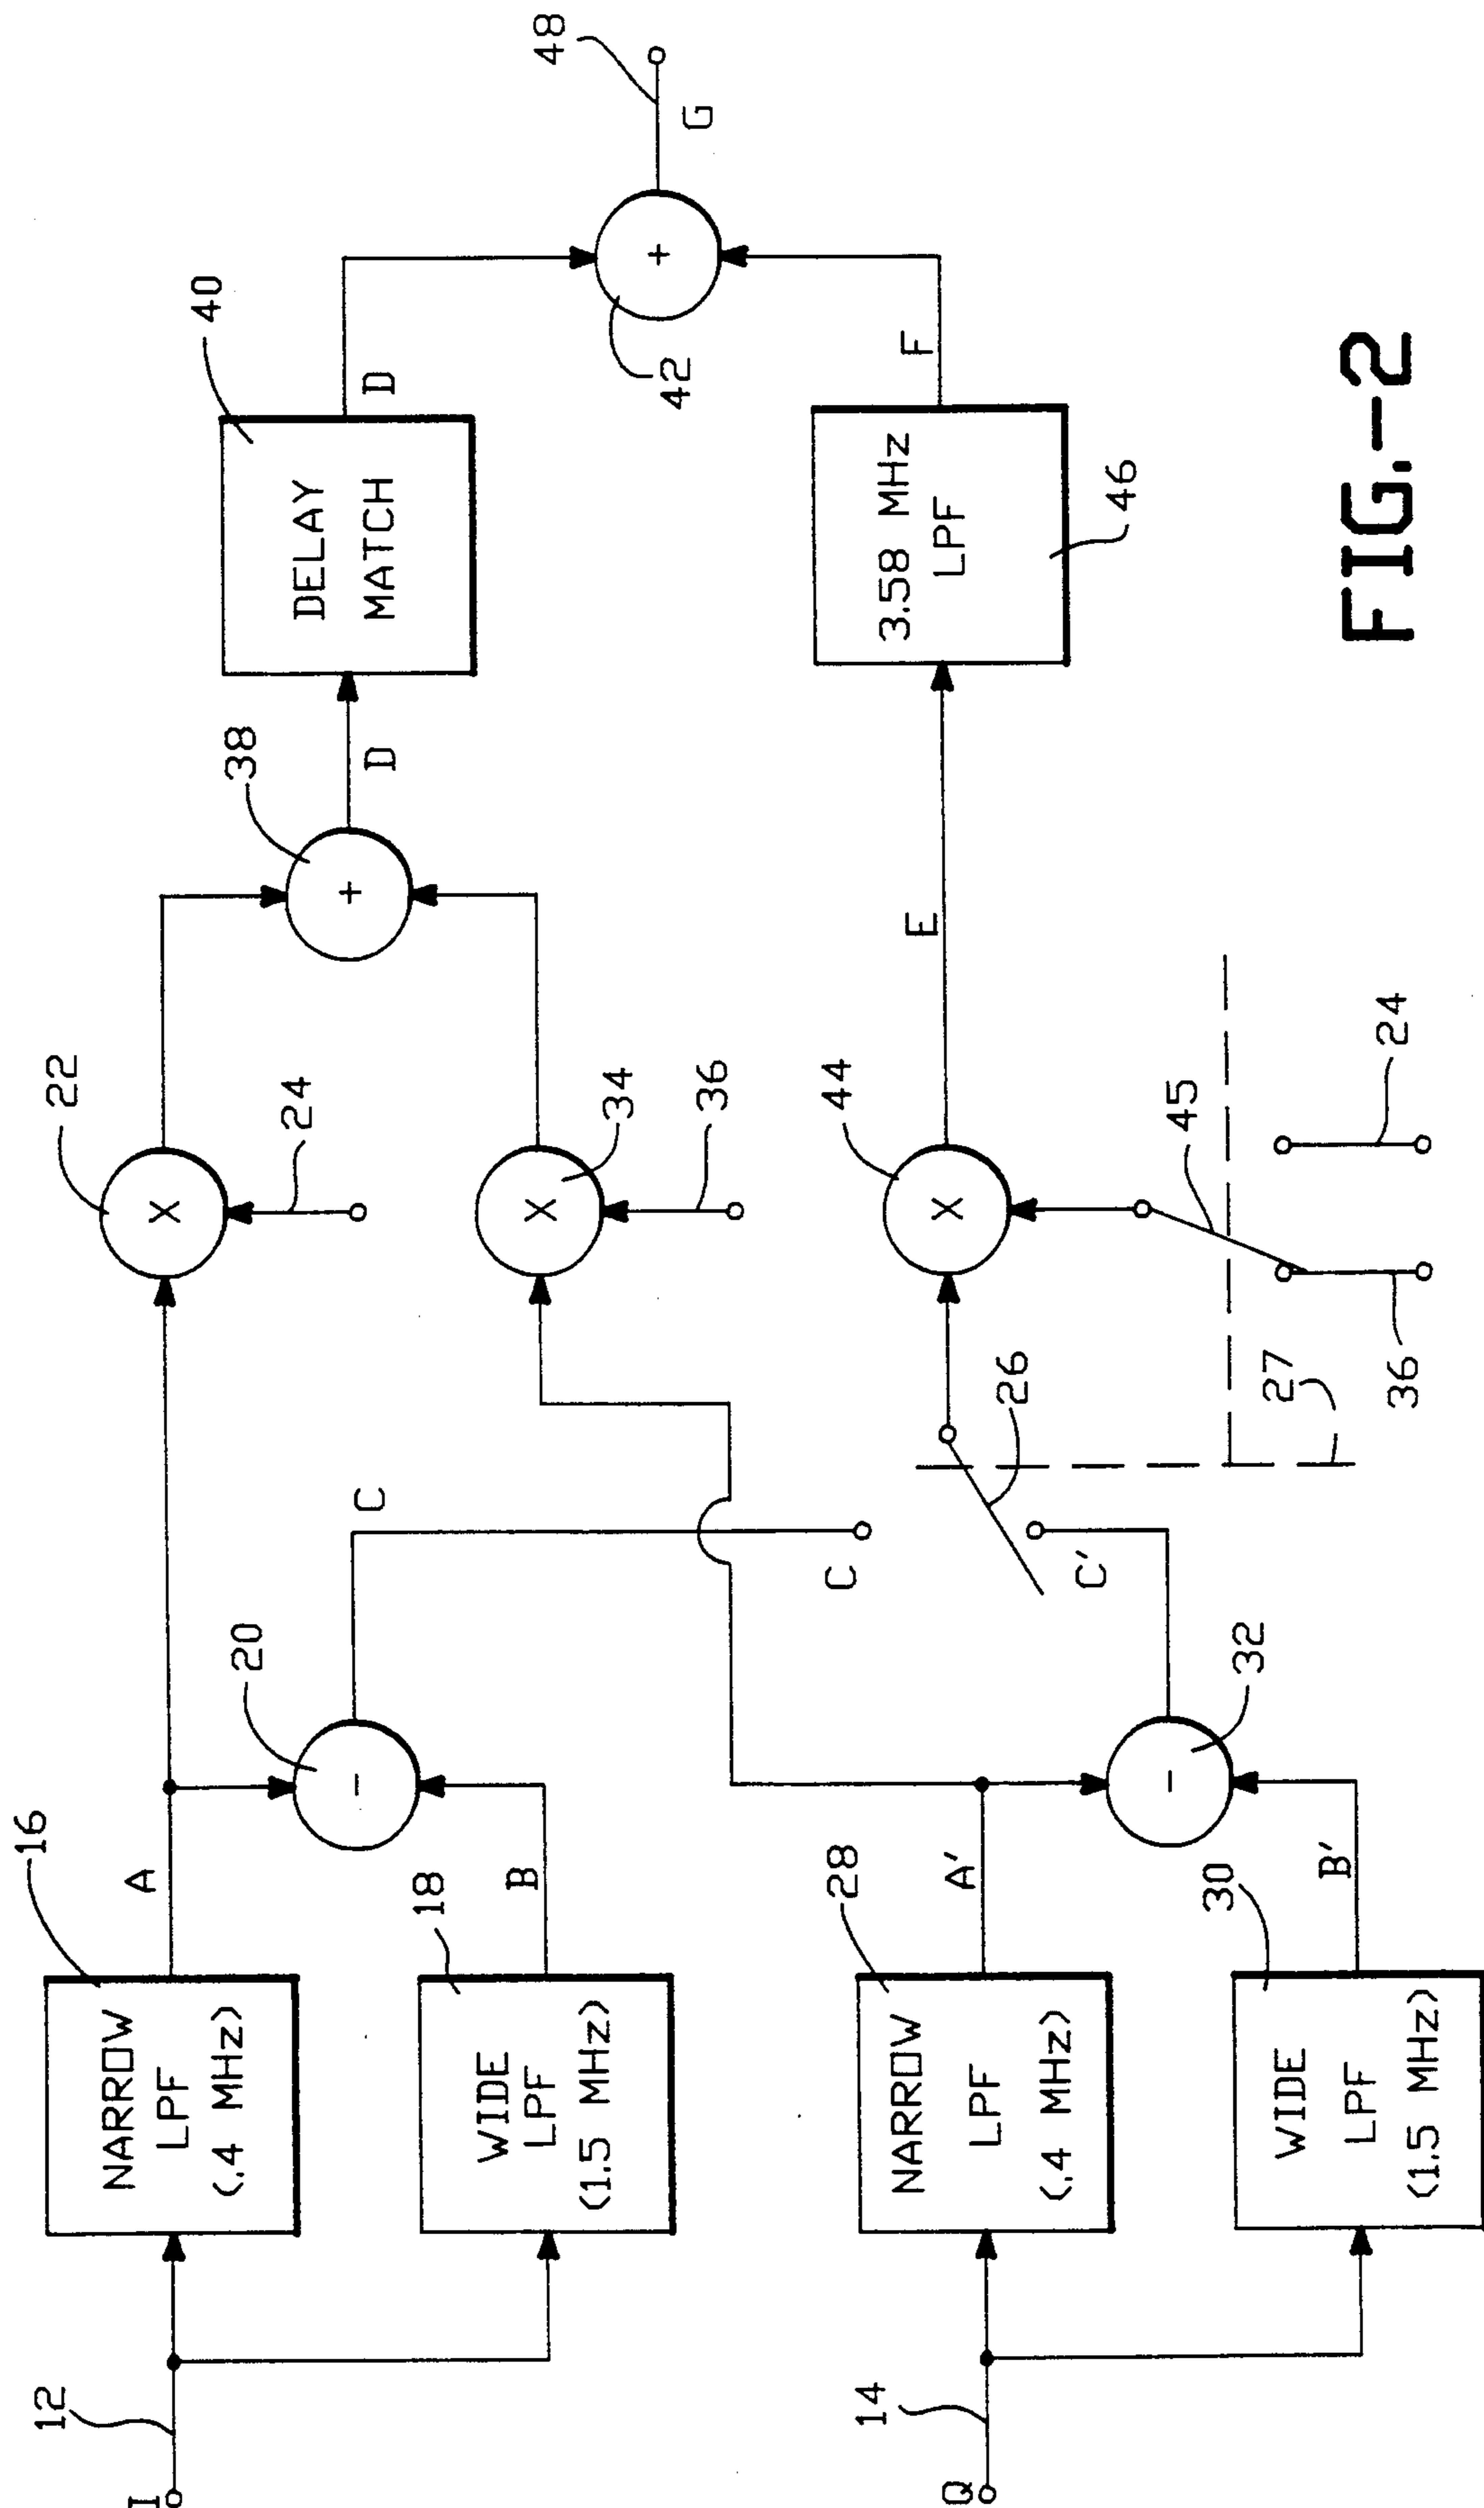 I
12
16
NARROW
LPF
(.4 MHz)
A
18
WIDE
LPF
(1.5 MHz)
B
20
-
C
22
X
24
38
+
D
40
DELAY
MATCH
D
34
X
36
42
+
48
G
Q
14
28
NARROW
LPF
(.4 MHz)
A'
30
WIDE
LPF
(1.5 MHz)
B'
32
-
C
C'
26
27
44
X
45
36
24
E
3.58 MHz
LPF
46
F
FIG.-2